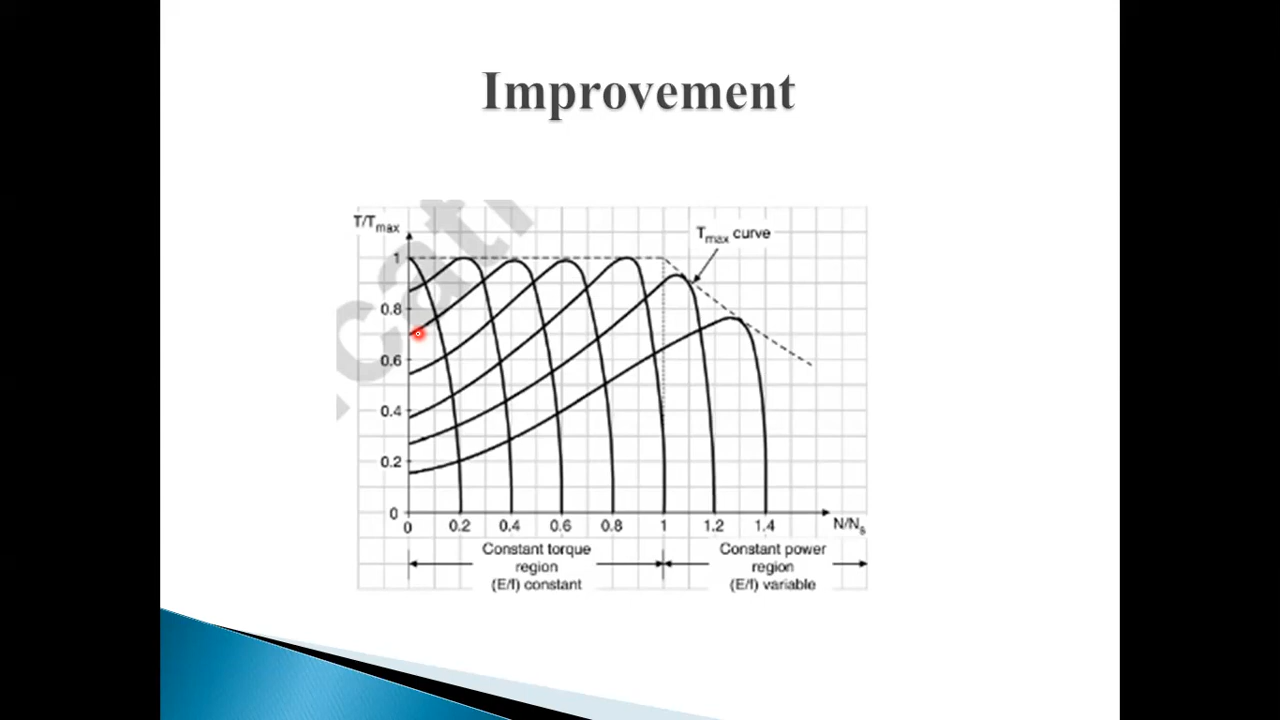 Improvement
T/Tmax
Tmax curve
1
0.8
0.6
0.4
0.2
0
0 0.2 0.4 0.6 0.8 1 1.2 1.4 N/Ns
Constant torque
region
(E/f) constant
Constant power
region
(E/f) variable